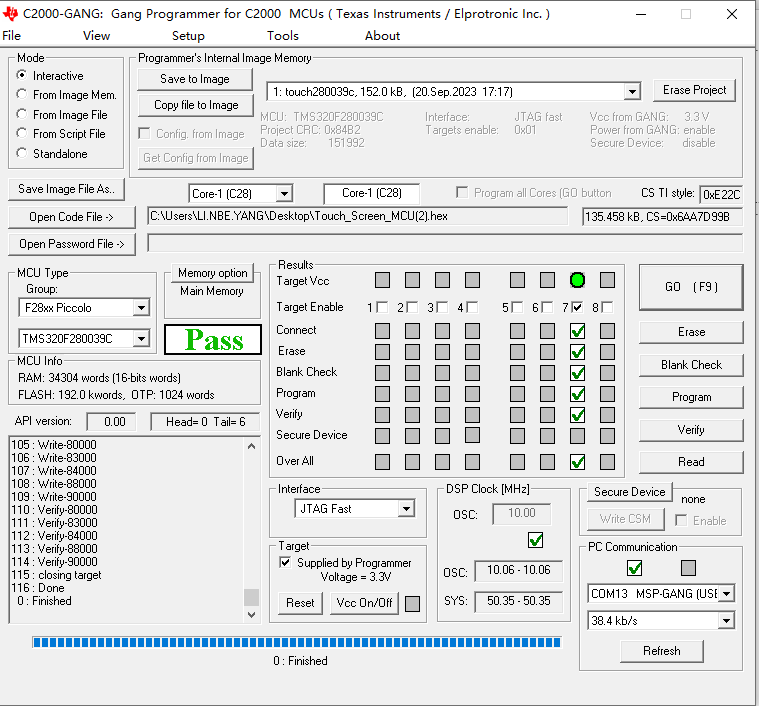 C2000-GANG: Gang Programmer for C2000 MCUs ( Texas Instruments / Elprotronic Inc. )
File View Setup Tools About
Mode
Interactive
From Image Mem.
From Image File
From Script File
Standalone
Programmer's Internal Image Memory
Save to Image
Copy file to Image
Config. from Image
Get Config from Image
1: touch280039c, 152.0 kB, (20.Sep.2023 17:17)
Erase Project
MCU: TMS320F280039C Interface: JTAG fast Vcc from GANG: 3.3 V
Project CRC: 0x84B2 Targets enable: 0x01 Power from GANG: enable
Data size: 151992 Secure Device: disable
Save Image File As..
Core-1 (C28) Core-1 (C28) Program all Cores (GO button CS TI style: 0xE22C
Open Code File -> C:\Users\LI.NBE.YANG\Desktop\Touch_Screen_MCU(2).hex 135.458 kB, CS=0x6AA7D99B
Open Password File ->
MCU Type
Group:
F28xx Piccolo
TMS320F280039C
Memory option
Main Memory
Pass
MCU Info
RAM: 34304 words (16-bits words)
FLASH: 192.0 kwords, OTP: 1024 words
API version: 0.00 Head= 0 Tail= 6
105 : Write-80000
106 : Write-83000
107 : Write-84000
108 : Write-88000
109 : Write-90000
110 : Verify-80000
111 : Verify-83000
112 : Verify-84000
113 : Verify-88000
114 : Verify-90000
115 : closing target
116 : Done
0 : Finished
Results
Target Vcc
Target Enable 1 2 3 4 5 6 7 8
Connect
Erase
Blank Check
Program
Verify
Secure Device
Over All
GO ( F9 )
Erase
Blank Check
Program
Verify
Read
Interface
JTAG Fast
Target
Supplied by Programmer
Voltage = 3.3V
Reset Vcc On/Off
DSP Clock [MHz]
OSC: 10.00
OSC: 10.06 - 10.06
SYS: 50.35 - 50.35
Secure Device none
Write CSM Enable
PC Communication
COM13 MSP-GANG (USB
38.4 kb/s
Refresh
0 : Finished